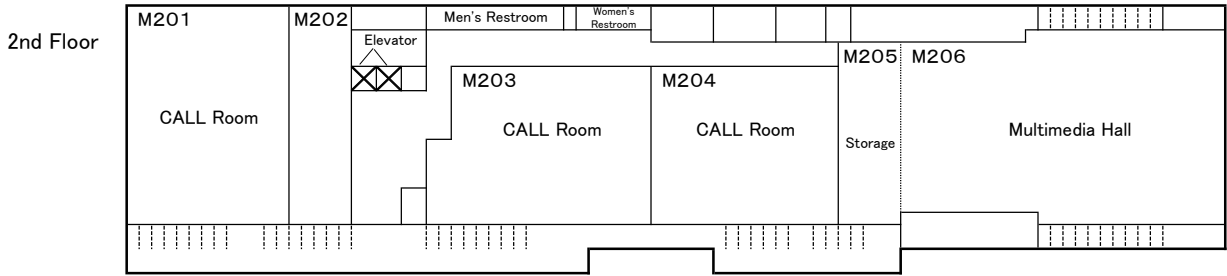 2nd Floor
M201
M202
Men's Restroom
Women's
Restroom
Elevator
M203
M204
M205
M206
CALL Room
CALL Room
CALL Room
Storage
Multimedia Hall